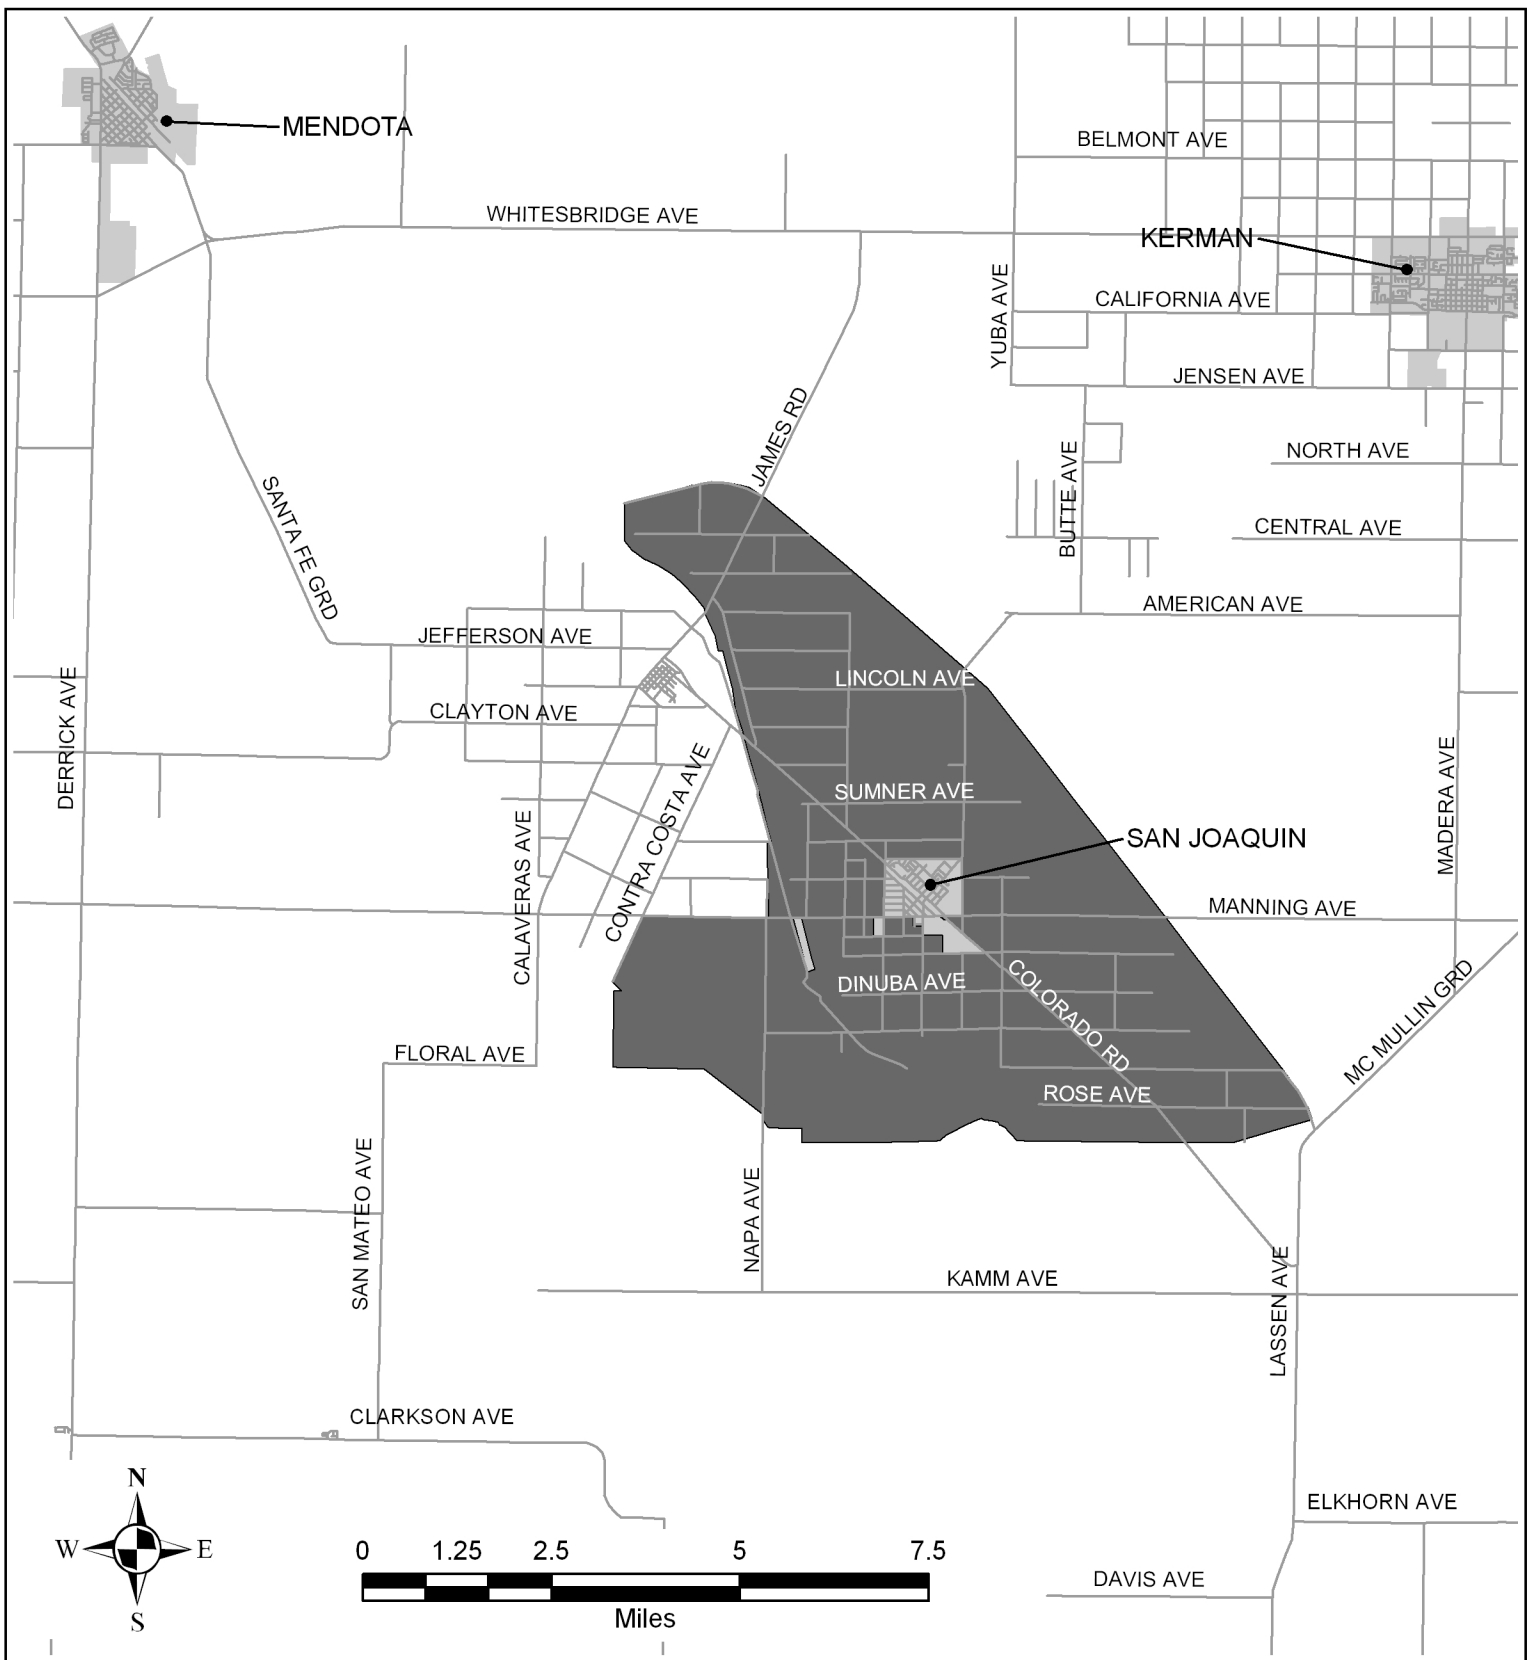 MENDOTA
BELMONT AVE
WHITESBRIDGE AVE
KERMAN
YUBA AVE
CALIFORNIA AVE
JENSEN AVE
JAMES RD
BUTTE AVE
NORTH AVE
SANTA FE GRD
CENTRAL AVE
AMERICAN AVE
JEFFERSON AVE
LINCOLN AVE
DERRICK AVE
CLAYTON AVE
CONTRA COSTA AVE
SUMNER AVE
MADERA AVE
CALAVERAS AVE
SAN JOAQUIN
MANNING AVE
DINUBA AVE
COLORADO RD
MC MULLIN GRD
FLORAL AVE
ROSE AVE
SAN MATEO AVE
NAPA AVE
KAMM AVE
LASSEN AVE
CLARKSON AVE
ELKHORN AVE
DAVIS AVE
N
W E
S
0 1.25 2.5 5 7.5
Miles